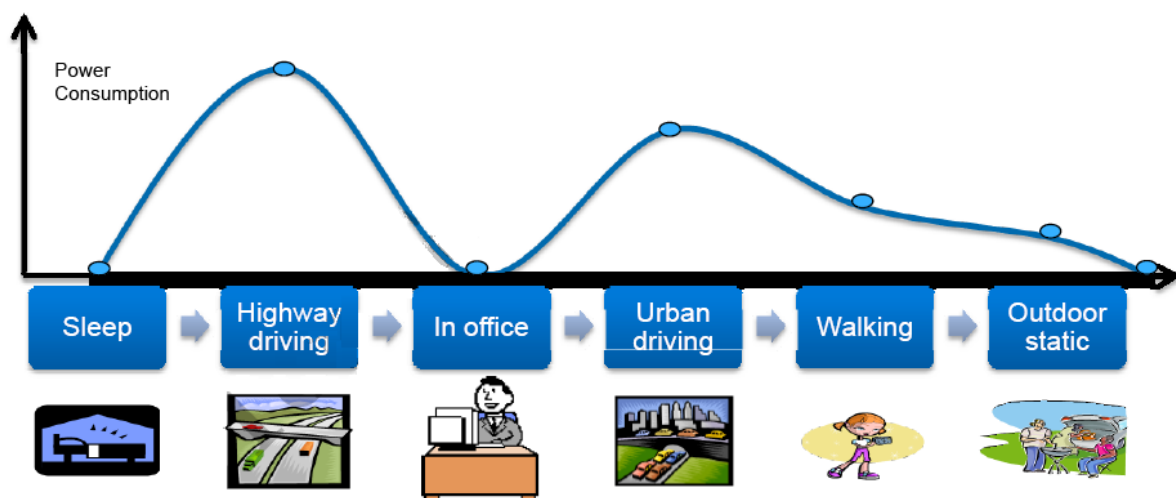 Power
Consumption
Sleep
Highway
driving
In office
Urban
driving
Walking
Outdoor
static